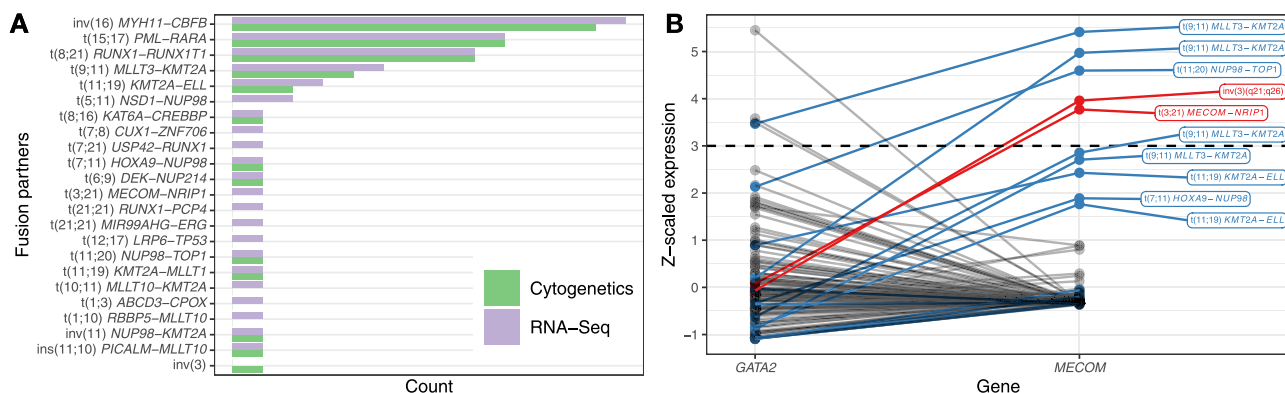 A
Fusion partners
inv(16) MYH11−CBFB
t(15;17) PML−RARA
t(8;21) RUNX1−RUNX1T1
t(9;11) MLLT3−KMT2A
t(11;19) KMT2A−ELL
t(5;11) NSD1−NUP98
t(8;16) KAT6A−CREBBP
t(7;8) CUX1−ZNF706
t(7;21) USP42−RUNX1
t(7;11) HOXA9−NUP98
t(6;9) DEK−NUP214
t(3;21) MECOM−NRIP1
t(21;21) RUNX1−PCP4
t(21;21) MIR99AHG−ERG
t(12;17) LRP6−TP53
t(11;20) NUP98−TOP1
t(11;19) KMT2A−MLLT1
t(10;11) MLLT10−KMT2A
t(1;3) ABCD3−CPOX
t(1;10) RBBP5−MLLT10
inv(11) NUP98−KMT2A
ins(11;10) PICALM−MLLT10
inv(3)
Count
Cytogenetics
RNA−Seq
B
Z−scaled expression
5
4
3
2
1
0
−1
t(9;11) MLLT3−KMT2A
t(9;11) MLLT3−KMT2A
t(11;20) NUP98−TOP1
inv(3)(q21;q26)
t(3;21) MECOM−NRIP1
t(9;11) MLLT3−KMT2A
t(9;11) MLLT3−KMT2A
t(11;19) KMT2A−ELL
t(7;11) HOXA9−NUP98
t(11;19) KMT2A−ELL
GATA2
MECOM
Gene